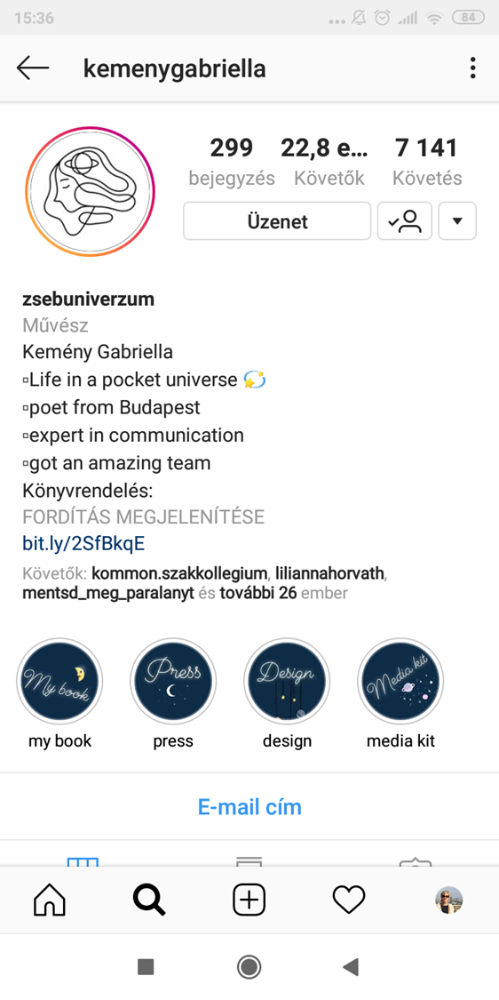 15:36
84
kemenygabriella
299 22,8 e... 7 141
bejegyzés Követők Követés
Üzenet
zsebuniverzum
Művész
Kemény Gabriella
▫Life in a pocket universe 💫
▫poet from Budapest
▫expert in communication
▫got an amazing team
Könyvrendelés:
FORDÍTÁS MEGJELENÍTÉSE
bit.ly/2SfBkqE
Követők: kommon.szakkollegium, liliannahorvath,
mentsd_meg_paralanyt és további 26 ember
My book Press Design Media kit
my book press design media kit
E-mail cím